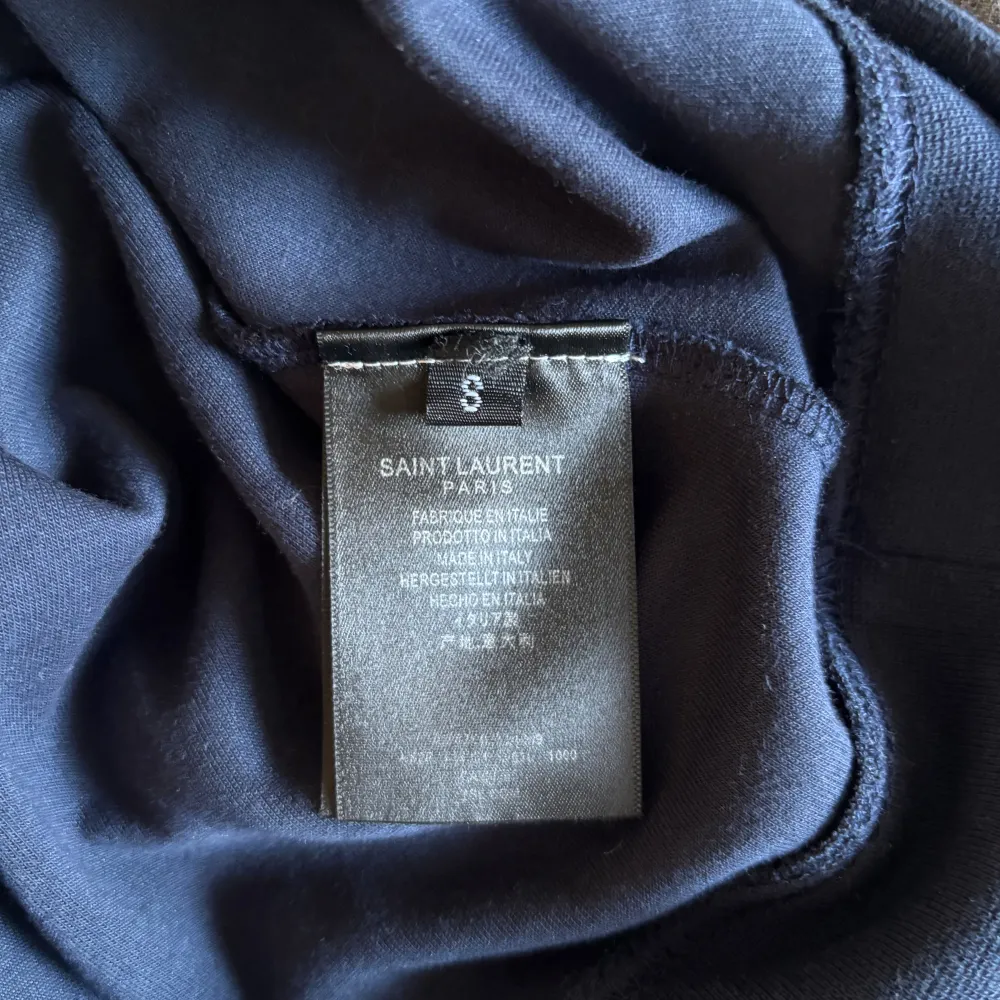 S
SAINT LAURENT
PARIS
FABRIQUE EN ITALIE
PRODOTTO IN ITALIA
MADE IN ITALY
HERGESTELLT IN ITALIEN
HECHO EN ITALIA
イタリア製
产地:意大利
1000